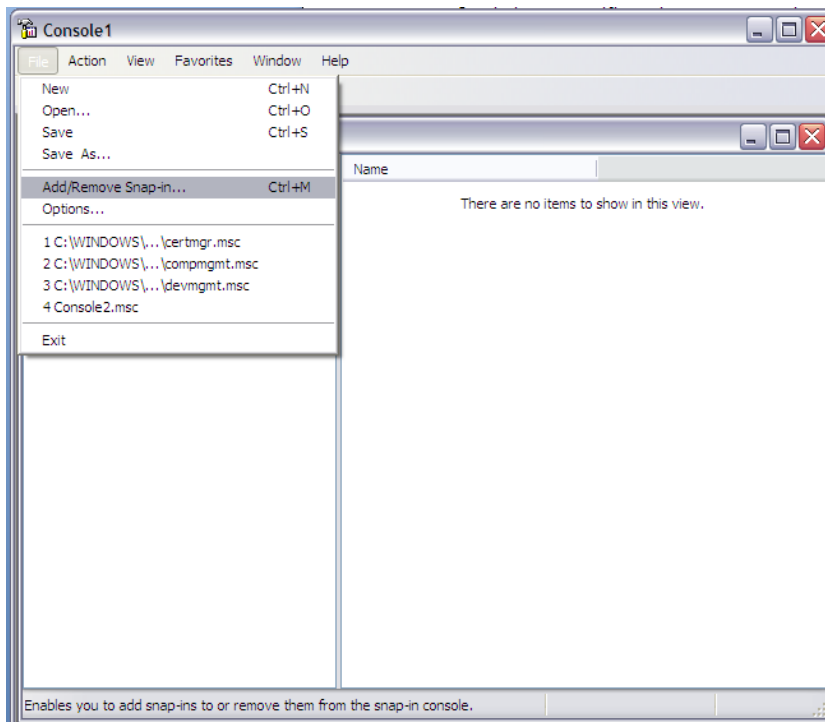 Console1
File Action View Favorites Window Help
New Ctrl+N
Open... Ctrl+O
Save Ctrl+S
Save As...
Add/Remove Snap-in... Ctrl+M
Options...
1 C:\WINDOWS\...\certmgr.msc
2 C:\WINDOWS\...\compmgmt.msc
3 C:\WINDOWS\...\devmgmt.msc
4 Console2.msc
Exit
Name
There are no items to show in this view.
Enables you to add snap-ins to or remove them from the snap-in console.